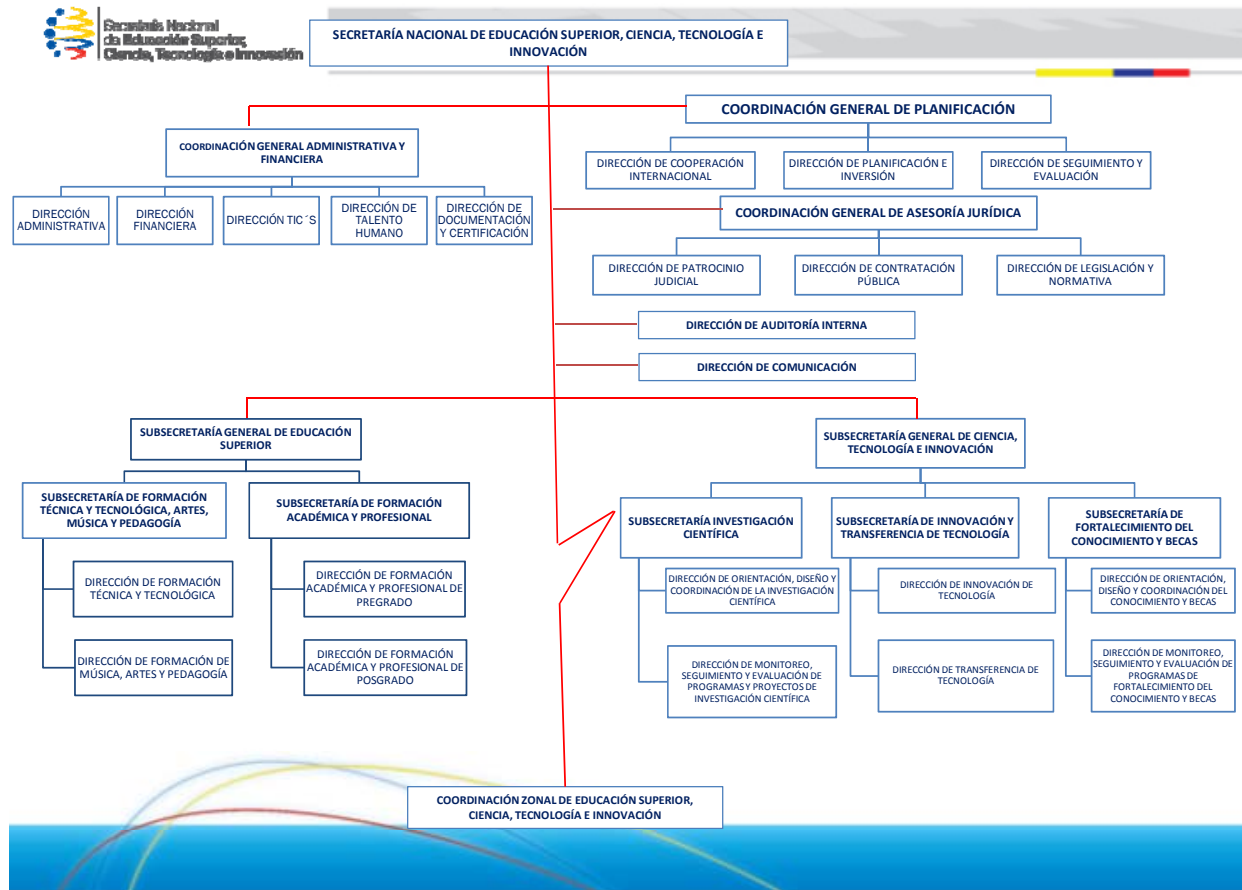 Secretaría Nacional
de Educación Superior,
Ciencia, Tecnología e Innovación
SECRETARÍA NACIONAL DE EDUCACIÓN SUPERIOR, CIENCIA, TECNOLOGÍA E
INNOVACIÓN
COORDINACIÓN GENERAL DE PLANIFICACIÓN
COORDINACIÓN GENERAL ADMINISTRATIVA Y
FINANCIERA
DIRECCIÓN DE COOPERACIÓN
INTERNACIONAL
DIRECCIÓN DE PLANIFICACIÓN E
INVERSIÓN
DIRECCIÓN DE SEGUIMIENTO Y
EVALUACIÓN
DIRECCIÓN
ADMINISTRATIVA
DIRECCIÓN
FINANCIERA
DIRECCIÓN TIC´S
DIRECCIÓN DE
TALENTO
HUMANO
DIRECCIÓN DE
DOCUMENTACIÓN
Y CERTIFICACIÓN
COORDINACIÓN GENERAL DE ASESORÍA JURÍDICA
DIRECCIÓN DE PATROCINIO
JUDICIAL
DIRECCIÓN DE CONTRATACIÓN
PÚBLICA
DIRECCIÓN DE LEGISLACIÓN Y
NORMATIVA
DIRECCIÓN DE AUDITORÍA INTERNA
DIRECCIÓN DE COMUNICACIÓN
SUBSECRETARÍA GENERAL DE EDUCACIÓN
SUPERIOR
SUBSECRETARÍA GENERAL DE CIENCIA,
TECNOLOGÍA E INNOVACIÓN
SUBSECRETARÍA DE FORMACIÓN
TÉCNICA Y TECNOLÓGICA, ARTES,
MÚSICA Y PEDAGOGÍA
SUBSECRETARÍA DE FORMACIÓN
ACADÉMICA Y PROFESIONAL
SUBSECRETARÍA INVESTIGACIÓN
CIENTÍFICA
SUBSECRETARÍA DE INNOVACIÓN Y
TRANSFERENCIA DE TECNOLOGÍA
SUBSECRETARÍA DE
FORTALECIMIENTO DEL
CONOCIMIENTO Y BECAS
DIRECCIÓN DE FORMACIÓN
TÉCNICA Y TECNOLÓGICA
DIRECCIÓN DE FORMACIÓN
ACADÉMICA Y PROFESIONAL DE
PREGRADO
DIRECCIÓN DE ORIENTACIÓN, DISEÑO Y
COORDINACIÓN DE LA INVESTIGACIÓN
CIENTÍFICA
DIRECCIÓN DE INNOVACIÓN DE
TECNOLOGÍA
DIRECCIÓN DE ORIENTACIÓN,
DISEÑO Y COORDINACIÓN DEL
CONOCIMIENTO Y BECAS
DIRECCIÓN DE FORMACIÓN DE
MÚSICA, ARTES Y PEDAGOGÍA
DIRECCIÓN DE FORMACIÓN
ACADÉMICA Y PROFESIONAL DE
POSGRADO
DIRECCIÓN DE MONITOREO,
SEGUIMIENTO Y EVALUACIÓN DE
PROGRAMAS Y PROYECTOS DE
INVESTIGACIÓN CIENTÍFICA
DIRECCIÓN DE TRANSFERENCIA DE
TECNOLOGÍA
DIRECCIÓN DE MONITOREO,
SEGUIMIENTO Y EVALUACIÓN DE
PROGRAMAS DE
FORTALECIMIENTO DEL
CONOCIMIENTO Y BECAS
COORDINACIÓN ZONAL DE EDUCACIÓN SUPERIOR,
CIENCIA, TECNOLOGÍA E INNOVACIÓN